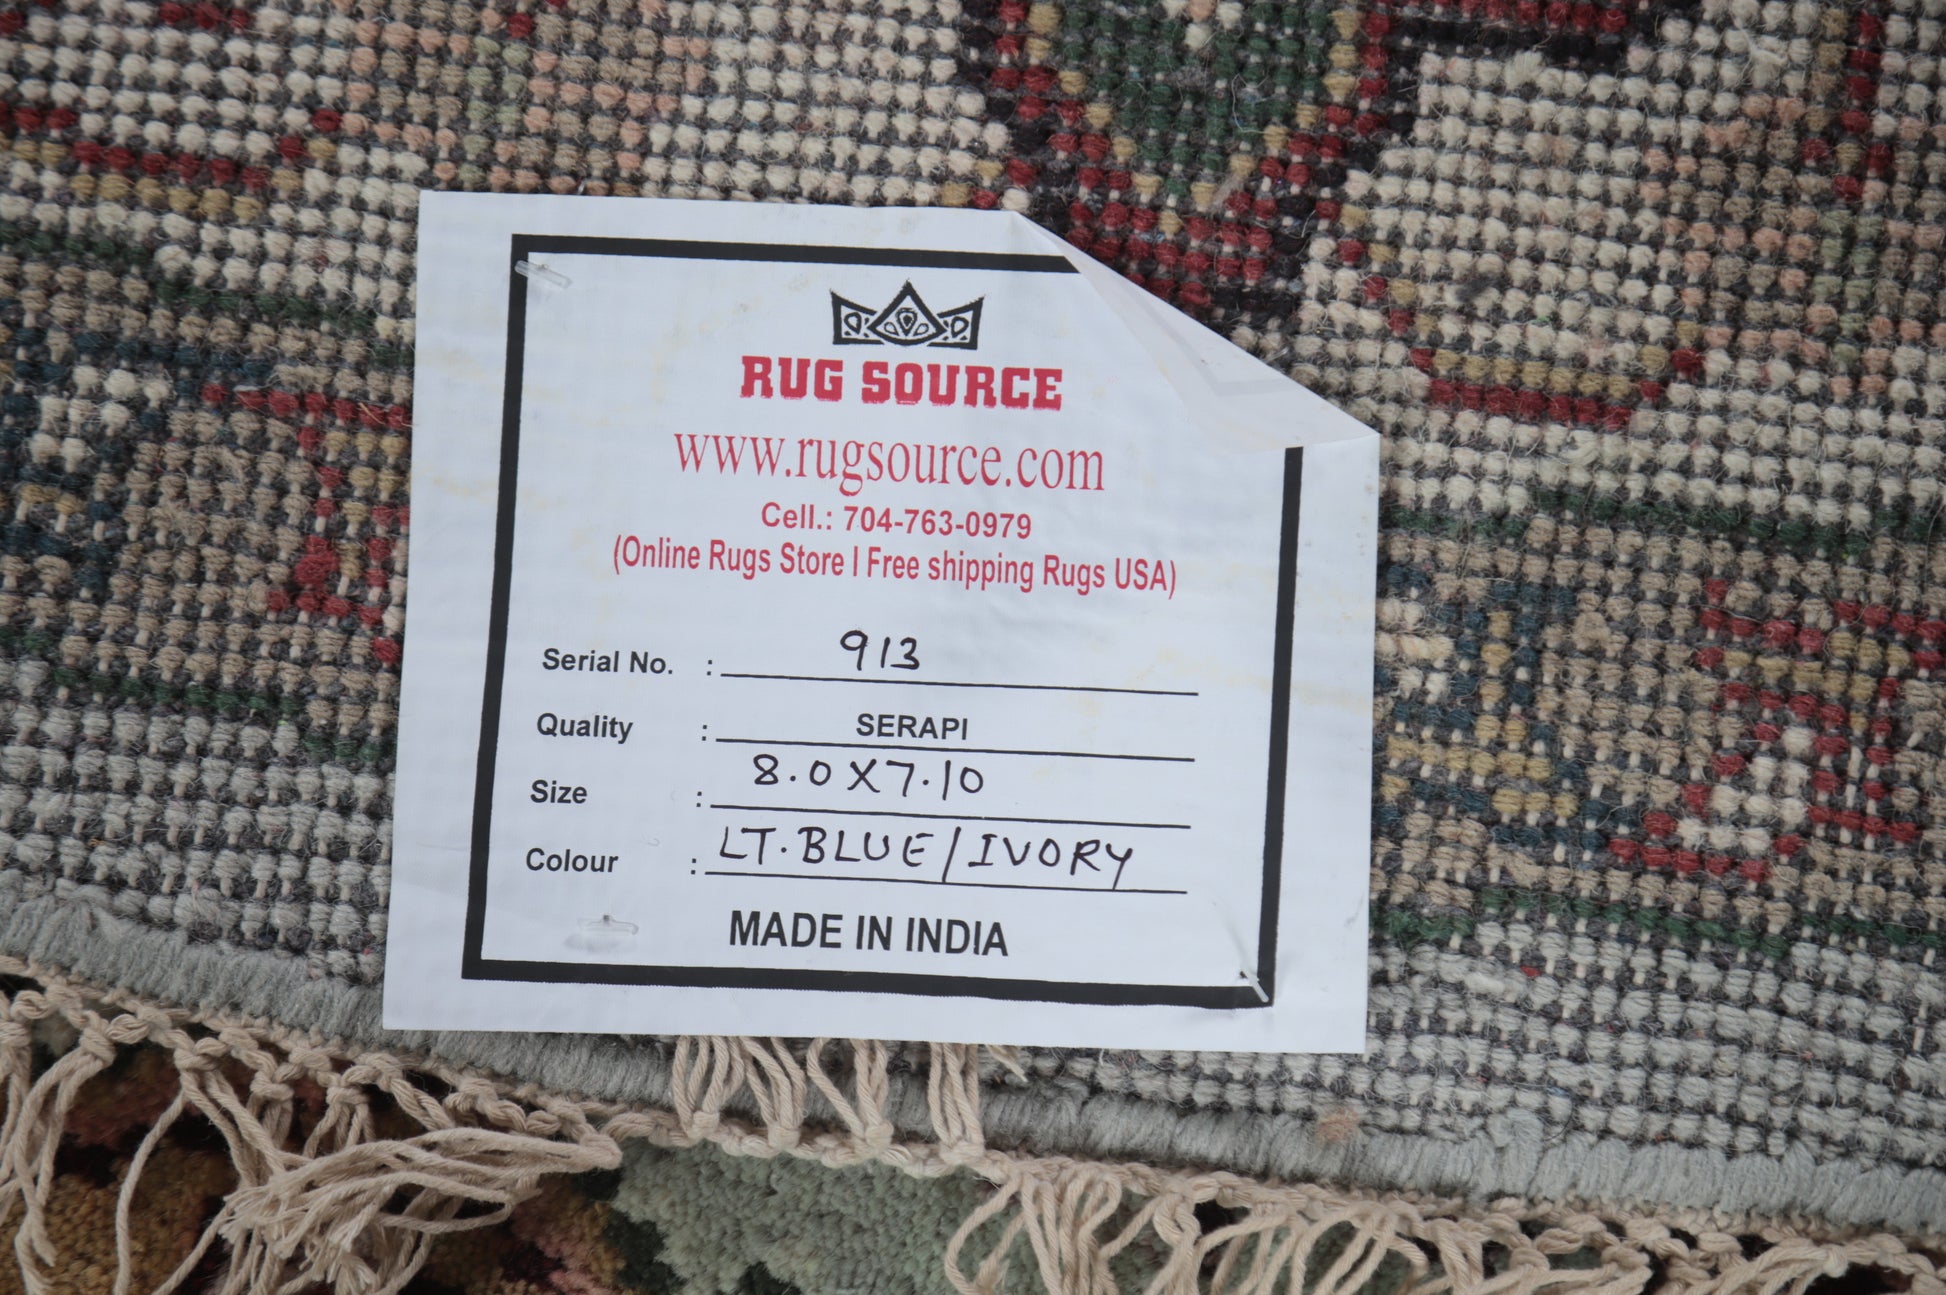 RUG SOURCE
www.rugsource.com
Cell.: 704-763-0979
(Online Rugs Store | Free shipping Rugs USA)
Serial No. : 913
Quality : SERAPI
Size : 8.0X7.10
Colour : LT.BLUE/IVORY
MADE IN INDIA